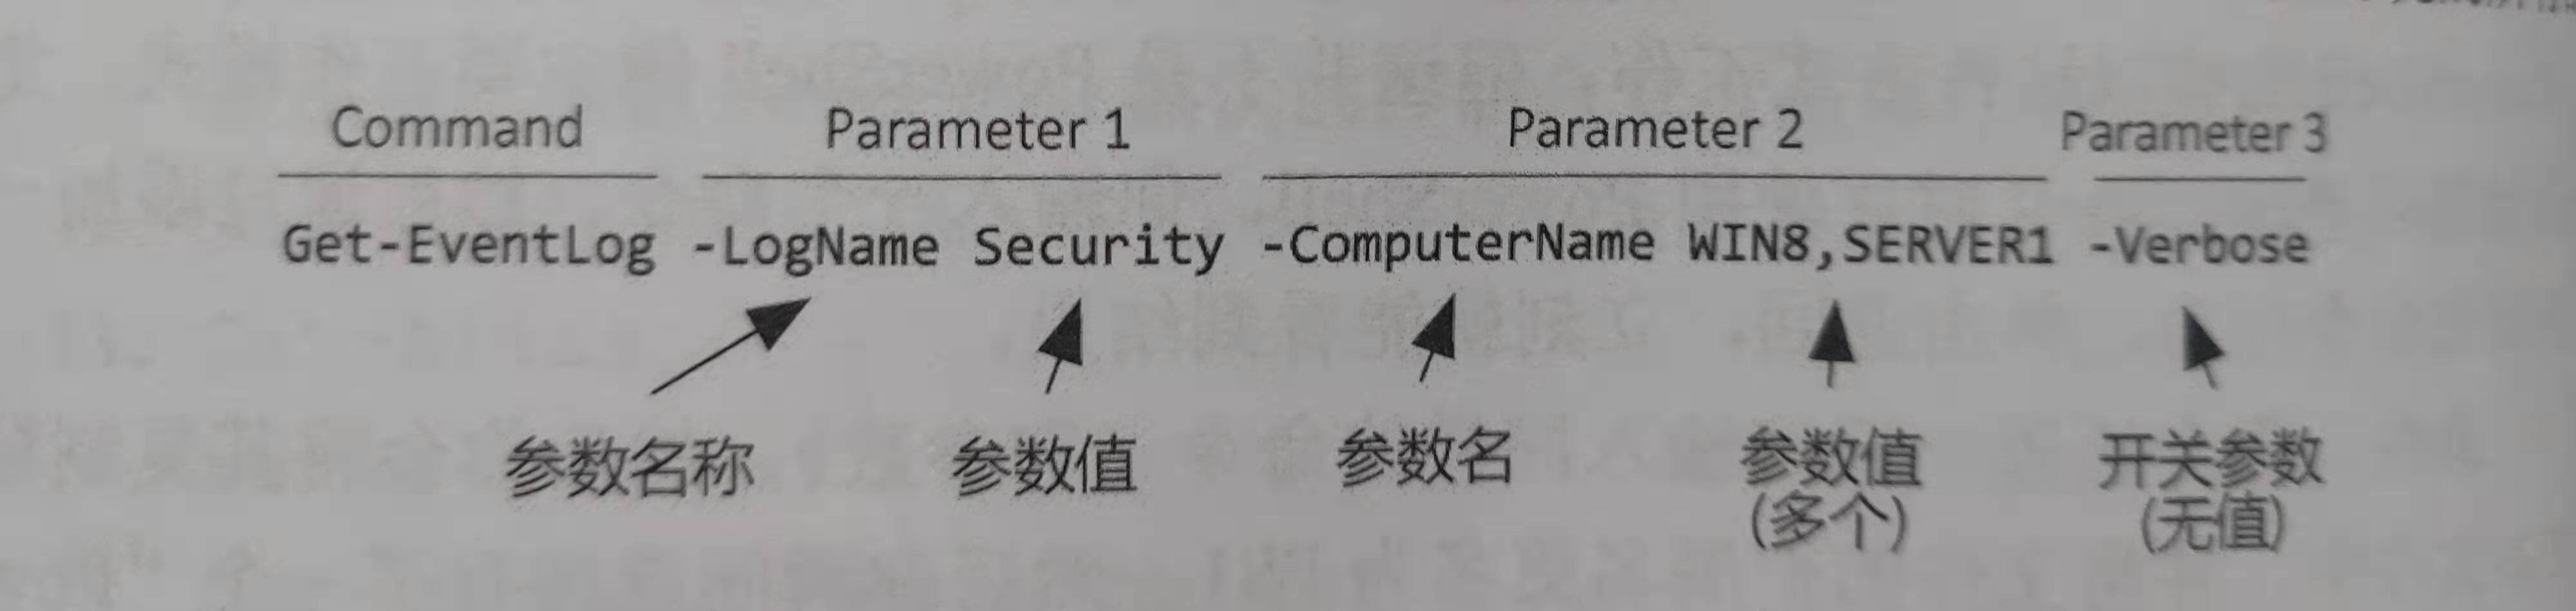 Command Parameter 1 Parameter 2 Parameter 3
Get-EventLog -LogName Security -ComputerName WIN8,SERVER1 -Verbose
参数名称 参数值 参数名 参数值 开关参数
(多个) (无值)